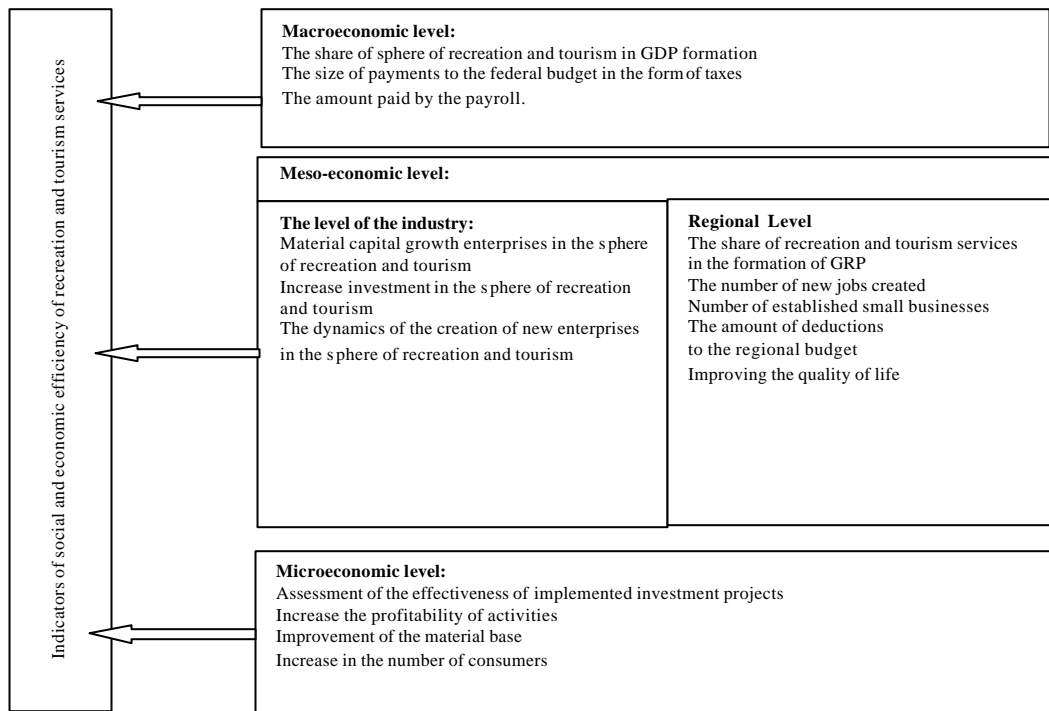 Indicators of social and economic efficiency of recreation and tourism services
Macroeconomic level:
The share of sphere of recreation and tourism in GDP formation
The size of payments to the federal budget in the form of taxes
The amount paid by the payroll.
Meso-economic level:
The level of the industry:
Material capital growth enterprises in the sphere
of recreation and tourism
Increase investment in the sphere of recreation
and tourism
The dynamics of the creation of new enterprises
in the sphere of recreation and tourism
Regional Level
The share of recreation and tourism services
in the formation of GRP
The number of new jobs created
Number of established small businesses
The amount of deductions
to the regional budget
Improving the quality of life
Microeconomic level:
Assessment of the effectiveness of implemented investment projects
Increase the profitability of activities
Improvement of the material base
Increase in the number of consumers